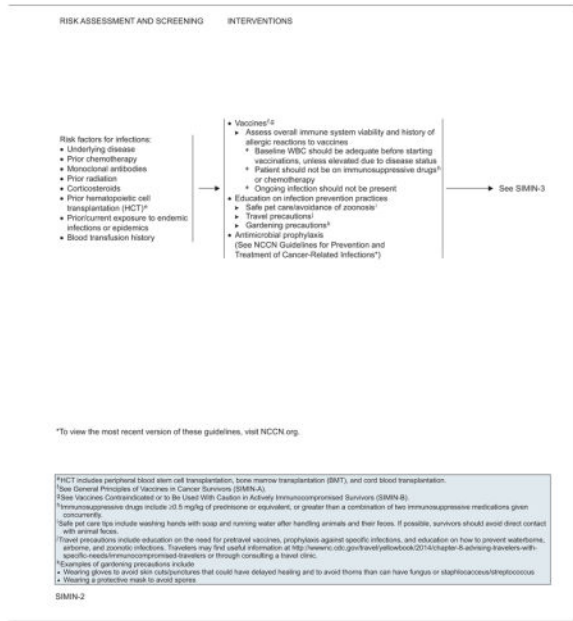 RISK ASSESSMENT AND SCREENING INTERVENTIONS
Risk factors for infections:
• Underlying disease
• Prior chemotherapy
• Monoclonal antibodies
• Prior radiation
• Corticosteroids
• Prior hematopoietic cell
transplantation (HCT)e
• Prior/current exposure to endemic
infections or epidemics
• Blood transfusion history
• Vaccinesf,g
▸ Assess overall immune system viability and history of
allergic reactions to vaccines
Baseline WBC should be adequate before starting
vaccinations, unless elevated due to disease status
Patient should not be on immunosuppressive drugsh
or chemotherapy
Ongoing infection should not be present
• Education on infection prevention practices
▸ Safe pet care/avoidance of zoonosisi
▸ Travel precautionsj
▸ Gardening precautionsk
• Antimicrobial prophylaxis
(See NCCN Guidelines for Prevention and
Treatment of Cancer-Related Infections*)
See SIMIN-3
*To view the most recent version of these guidelines, visit NCCN.org.
eHCT includes peripheral blood stem cell transplantation, bone marrow transplantation (BMT), and cord blood transplantation.
fSee General Principles of Vaccines in Cancer Survivors (SIMIN-A).
gSee Vaccines Contraindicated or to Be Used With Caution in Actively Immunocompromised Survivors (SIMIN-B).
hImmunosuppressive drugs include ≥0.5 mg/kg of prednisone or equivalent, or greater than a combination of two immunosuppressive medications given
concurrently.
iSafe pet care tips include washing hands with soap and running water after handling animals and their feces. If possible, survivors should avoid direct contact
with animal feces.
jTravel precautions include education on the need for pretravel vaccines, prophylaxis against specific infections, and education on how to prevent waterborne,
airborne, and zoonotic infections. Travelers may find useful information at http://wwwnc.cdc.gov/travel/yellowbook/2014/chapter-8-advising-travelers-with-
specific-needs/immunocompromised-travelers or through consulting a travel clinic.
kExamples of gardening precautions include
• Wearing gloves to avoid skin cuts/punctures that could have delayed healing and to avoid thorns than can have fungus or staphlocacceus/streptococcus
• Wearing a protective mask to avoid spores
SIMIN-2